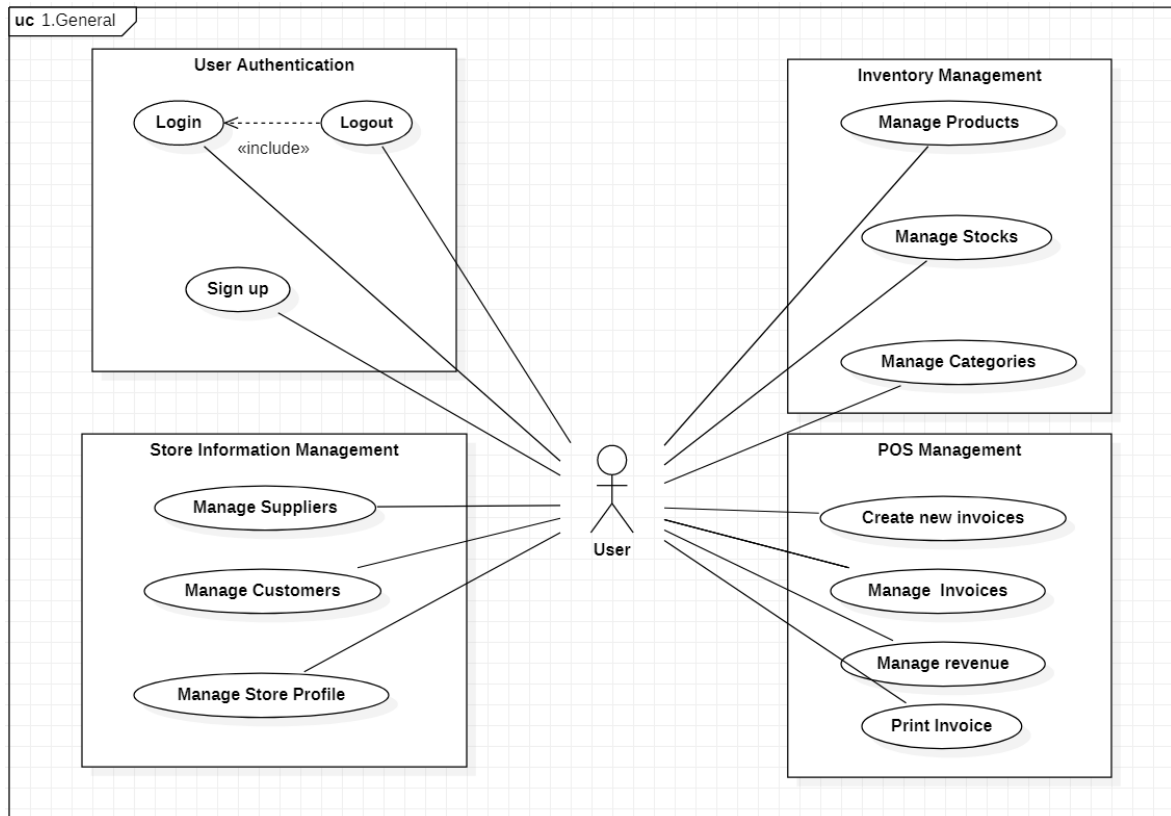 uc 1.General
User Authentication
Login
Logout
«include»
Sign up
Inventory Management
Manage Products
Manage Stocks
Manage Categories
Store Information Management
Manage Suppliers
Manage Customers
Manage Store Profile
User
POS Management
Create new invoices
Manage  Invoices
Manage revenue
Print Invoice